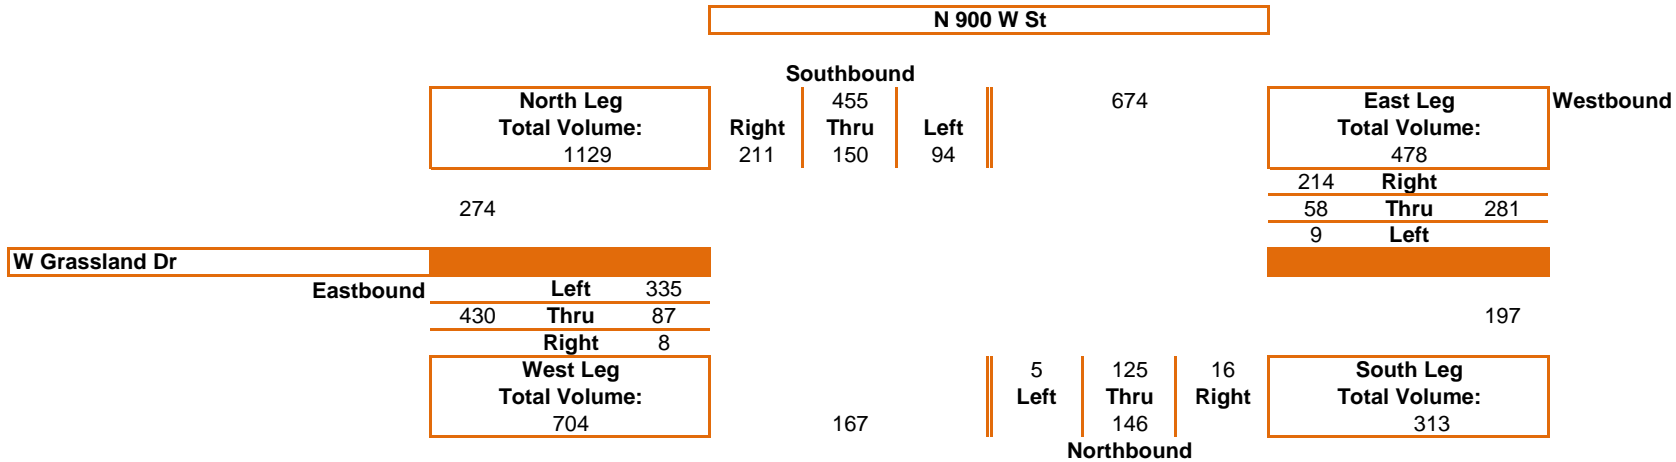 N 900 W St
Southbound
North Leg 455 674 East Leg Westbound
Total Volume: Right Thru Left Total Volume:
1129 211 150 94 478
214 Right
274 58 Thru 281
9 Left
W Grassland Dr
Eastbound Left 335
430 Thru 87 197
Right 8
West Leg 5 125 16 South Leg
Total Volume: Left Thru Right Total Volume:
704 167 146 313
Northbound